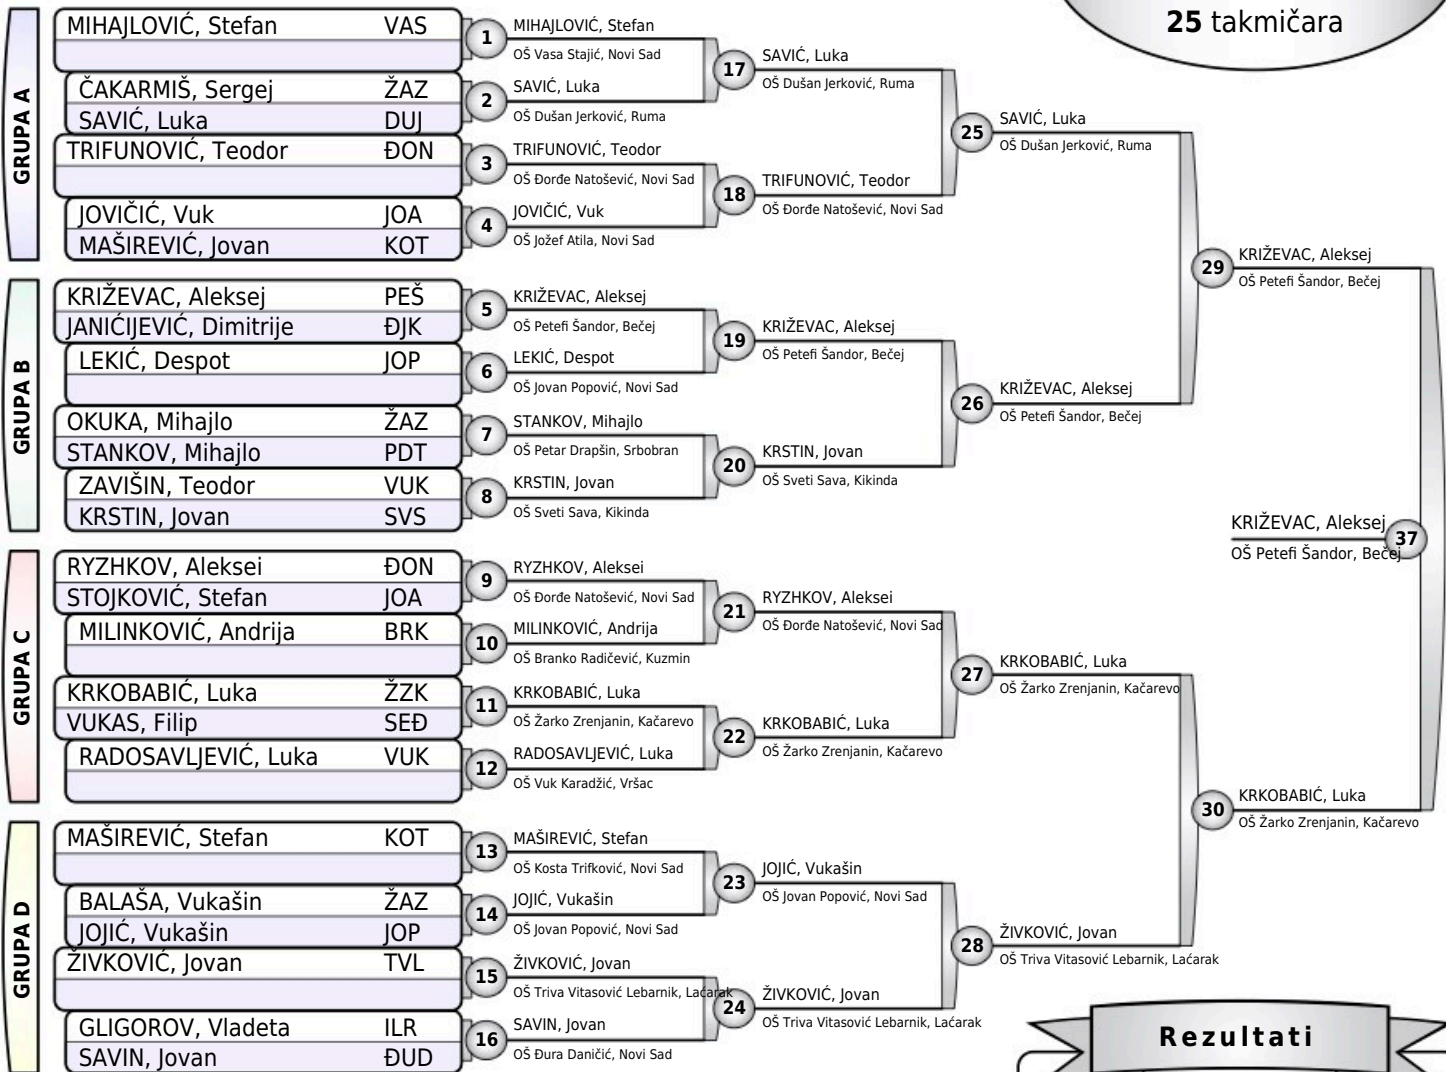 25 takmičara
GRUPA A
MIHAJLOVIĆ, Stefan VAS
ČAKARMIŠ, Sergej ŽAZ
SAVIĆ, Luka DUJ
TRIFUNOVIĆ, Teodor ĐON
JOVIČIĆ, Vuk JOA
MAŠIREVIĆ, Jovan KOT
GRUPA B
KRIŽEVAC, Aleksej PEŠ
JANIĆIJEVIĆ, Dimitrije ĐJK
LEKIĆ, Despot JOP
OKUKA, Mihajlo ŽAZ
STANKOV, Mihajlo PDT
ZAVIŠIN, Teodor VUK
KRSTIN, Jovan SVS
GRUPA C
RYZHKOV, Aleksei ĐON
STOJKOVIĆ, Stefan JOA
MILINKOVIĆ, Andrija BRK
KRKOBABIĆ, Luka ŽZK
VUKAS, Filip SEĐ
RADOSAVLJEVIĆ, Luka VUK
GRUPA D
MAŠIREVIĆ, Stefan KOT
BALAŠA, Vukašin ŽAZ
JOJIĆ, Vukašin JOP
ŽIVKOVIĆ, Jovan TVL
GLIGOROV, Vladeta ILR
SAVIN, Jovan ĐUD
1
MIHAJLOVIĆ, Stefan
OŠ Vasa Stajić, Novi Sad
2
SAVIĆ, Luka
OŠ Dušan Jerković, Ruma
3
TRIFUNOVIĆ, Teodor
OŠ Đorđe Natošević, Novi Sad
4
JOVIČIĆ, Vuk
OŠ Jožef Atila, Novi Sad
5
KRIŽEVAC, Aleksej
OŠ Petefi Šandor, Bečej
6
LEKIĆ, Despot
OŠ Jovan Popović, Novi Sad
7
STANKOV, Mihajlo
OŠ Petar Drapšin, Srbobran
8
KRSTIN, Jovan
OŠ Sveti Sava, Kikinda
9
RYZHKOV, Aleksei
OŠ Đorđe Natošević, Novi Sad
10
MILINKOVIĆ, Andrija
OŠ Branko Radičević, Kuzmin
11
KRKOBABIĆ, Luka
OŠ Žarko Zrenjanin, Kačarevo
12
RADOSAVLJEVIĆ, Luka
OŠ Vuk Karadžić, Vršac
13
MAŠIREVIĆ, Stefan
OŠ Kosta Trifković, Novi Sad
14
JOJIĆ, Vukašin
OŠ Jovan Popović, Novi Sad
15
ŽIVKOVIĆ, Jovan
OŠ Triva Vitasović Lebarnik, Laćarak
16
SAVIN, Jovan
OŠ Đura Daničić, Novi Sad
17
SAVIĆ, Luka
OŠ Dušan Jerković, Ruma
18
TRIFUNOVIĆ, Teodor
OŠ Đorđe Natošević, Novi Sad
19
KRIŽEVAC, Aleksej
OŠ Petefi Šandor, Bečej
20
KRSTIN, Jovan
OŠ Sveti Sava, Kikinda
21
RYZHKOV, Aleksei
OŠ Đorđe Natošević, Novi Sad
22
KRKOBABIĆ, Luka
OŠ Žarko Zrenjanin, Kačarevo
23
JOJIĆ, Vukašin
OŠ Jovan Popović, Novi Sad
24
ŽIVKOVIĆ, Jovan
OŠ Triva Vitasović Lebarnik, Laćarak
25
SAVIĆ, Luka
OŠ Dušan Jerković, Ruma
26
KRIŽEVAC, Aleksej
OŠ Petefi Šandor, Bečej
27
KRKOBABIĆ, Luka
OŠ Žarko Zrenjanin, Kačarevo
28
ŽIVKOVIĆ, Jovan
OŠ Triva Vitasović Lebarnik, Laćarak
29
KRIŽEVAC, Aleksej
OŠ Petefi Šandor, Bečej
30
KRKOBABIĆ, Luka
OŠ Žarko Zrenjanin, Kačarevo
KRIŽEVAC, Aleksej
37
OŠ Petefi Šandor, Bečej
Rezultati